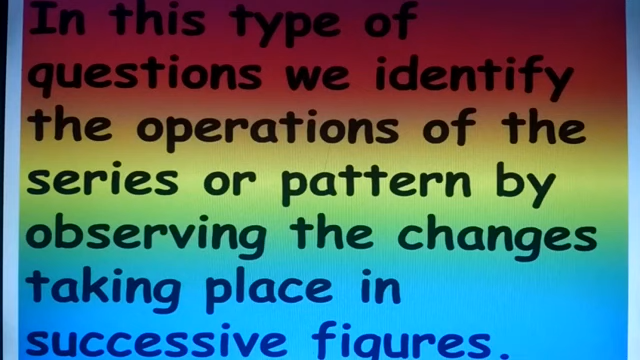 In this type of
questions we identify
the operations of the
series or pattern by
observing the changes
taking place in
successive figures.